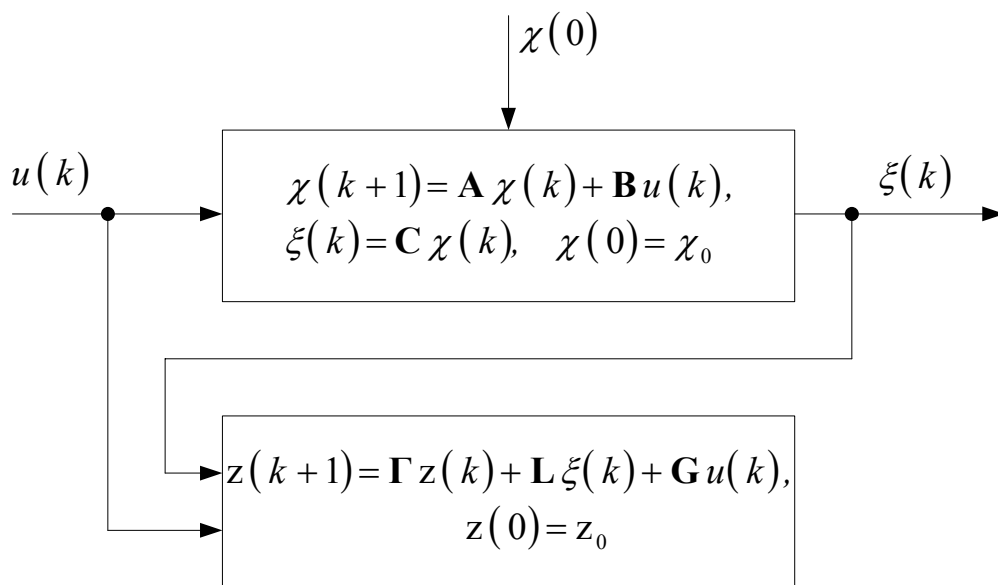 χ(0)
u(k)
χ(k+1)=A χ(k)+B u(k),
ξ(k)=C χ(k), χ(0)=χ₀
ξ(k)
z(k+1)=Γ z(k)+L ξ(k)+G u(k),
z(0)=z₀